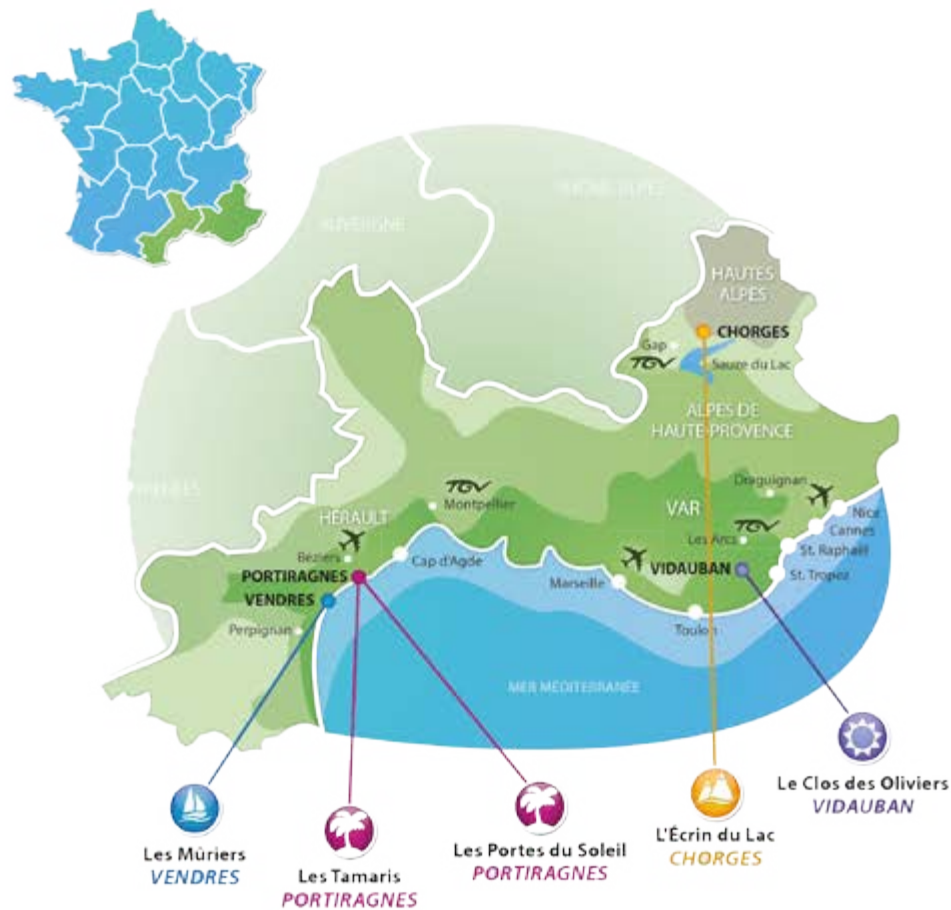 AUVERGNE
RHÔNE ALPES
HAUTES
ALPES
CHORGES
Gap
TGV
Sauze du Lac
ALPES DE
HAUTE-PROVENCE
Draguignan
TGV
Montpellier
VAR
HÉRAULT
TGV
Nice
Cannes
Les Arcs
St. Raphaël
Béziers
Cap d'Agde
PORTIRAGNES
Marseille
VIDAUBAN
St. Tropez
VENDRES
Perpignan
Toulon
MER MÉDITERRANÉE
Le Clos des Oliviers
VIDAUBAN
Les Mûriers
VENDRES
Les Tamaris
PORTIRAGNES
Les Portes du Soleil
PORTIRAGNES
L'Écrin du Lac
CHORGES